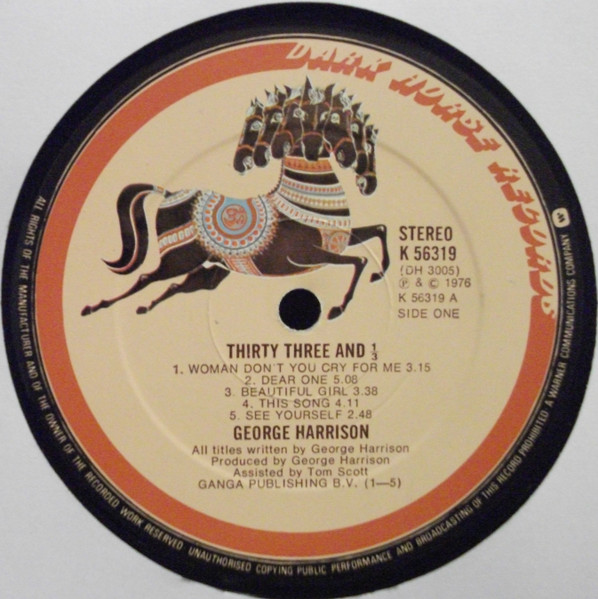 DARK HORSE RECORDS
STEREO
K 56319
(DH 3005)
Ⓟ & © 1976
K 56319 A
SIDE ONE
THIRTY THREE AND 1/3
1. WOMAN DON'T YOU CRY FOR ME 3.15
2. DEAR ONE 5.08
3. BEAUTIFUL GIRL 3.38
4. THIS SONG 4.11
5. SEE YOURSELF 2.48
GEORGE HARRISON
All titles written by George Harrison
Produced by George Harrison
Assisted by Tom Scott
GANGA PUBLISHING B.V. (1—5)
ALL RIGHTS OF THE MANUFACTURER AND OF THE OWNER OF THE RECORDED WORK RESERVED UNAUTHORISED COPYING PUBLIC PERFORMANCE AND BROADCASTING OF THIS RECORD PROHIBITED A WARNER COMMUNICATIONS COMPANY